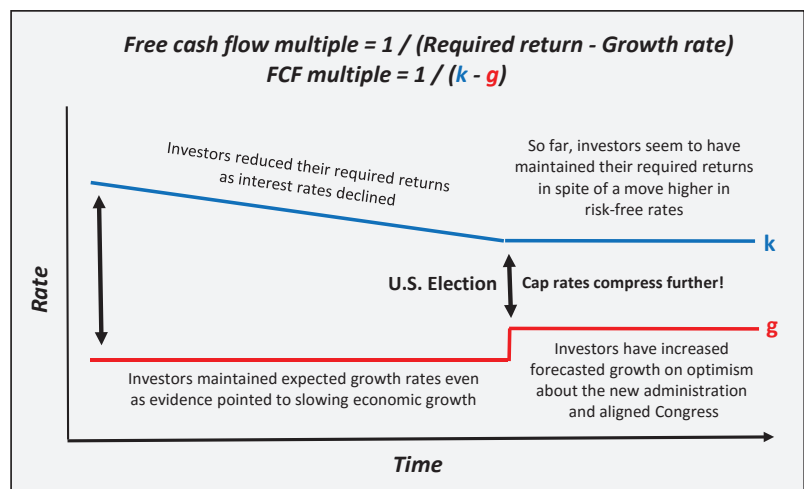 Free cash flow multiple = 1 / (Required return - Growth rate)
FCF multiple = 1 / (k - g)
Investors reduced their required returns
as interest rates declined
So far, investors seem to have
maintained their required returns
in spite of a move higher in
risk-free rates
k
Rate
U.S. Election
Cap rates compress further!
g
Investors maintained expected growth rates even
as evidence pointed to slowing economic growth
Investors have increased
forecasted growth on optimism
about the new administration
and aligned Congress
Time